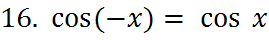 16. cos(−x) = cos x